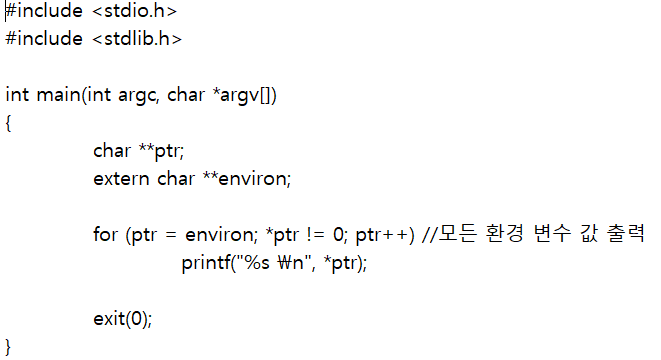 #include <stdio.h>
#include <stdlib.h>
int main(int argc, char *argv[])
{
char **ptr;
extern char **environ;
for (ptr = environ; *ptr != 0; ptr++) //모든 환경 변수 값 출력
printf("%s ₩n", *ptr);
exit(0);
}